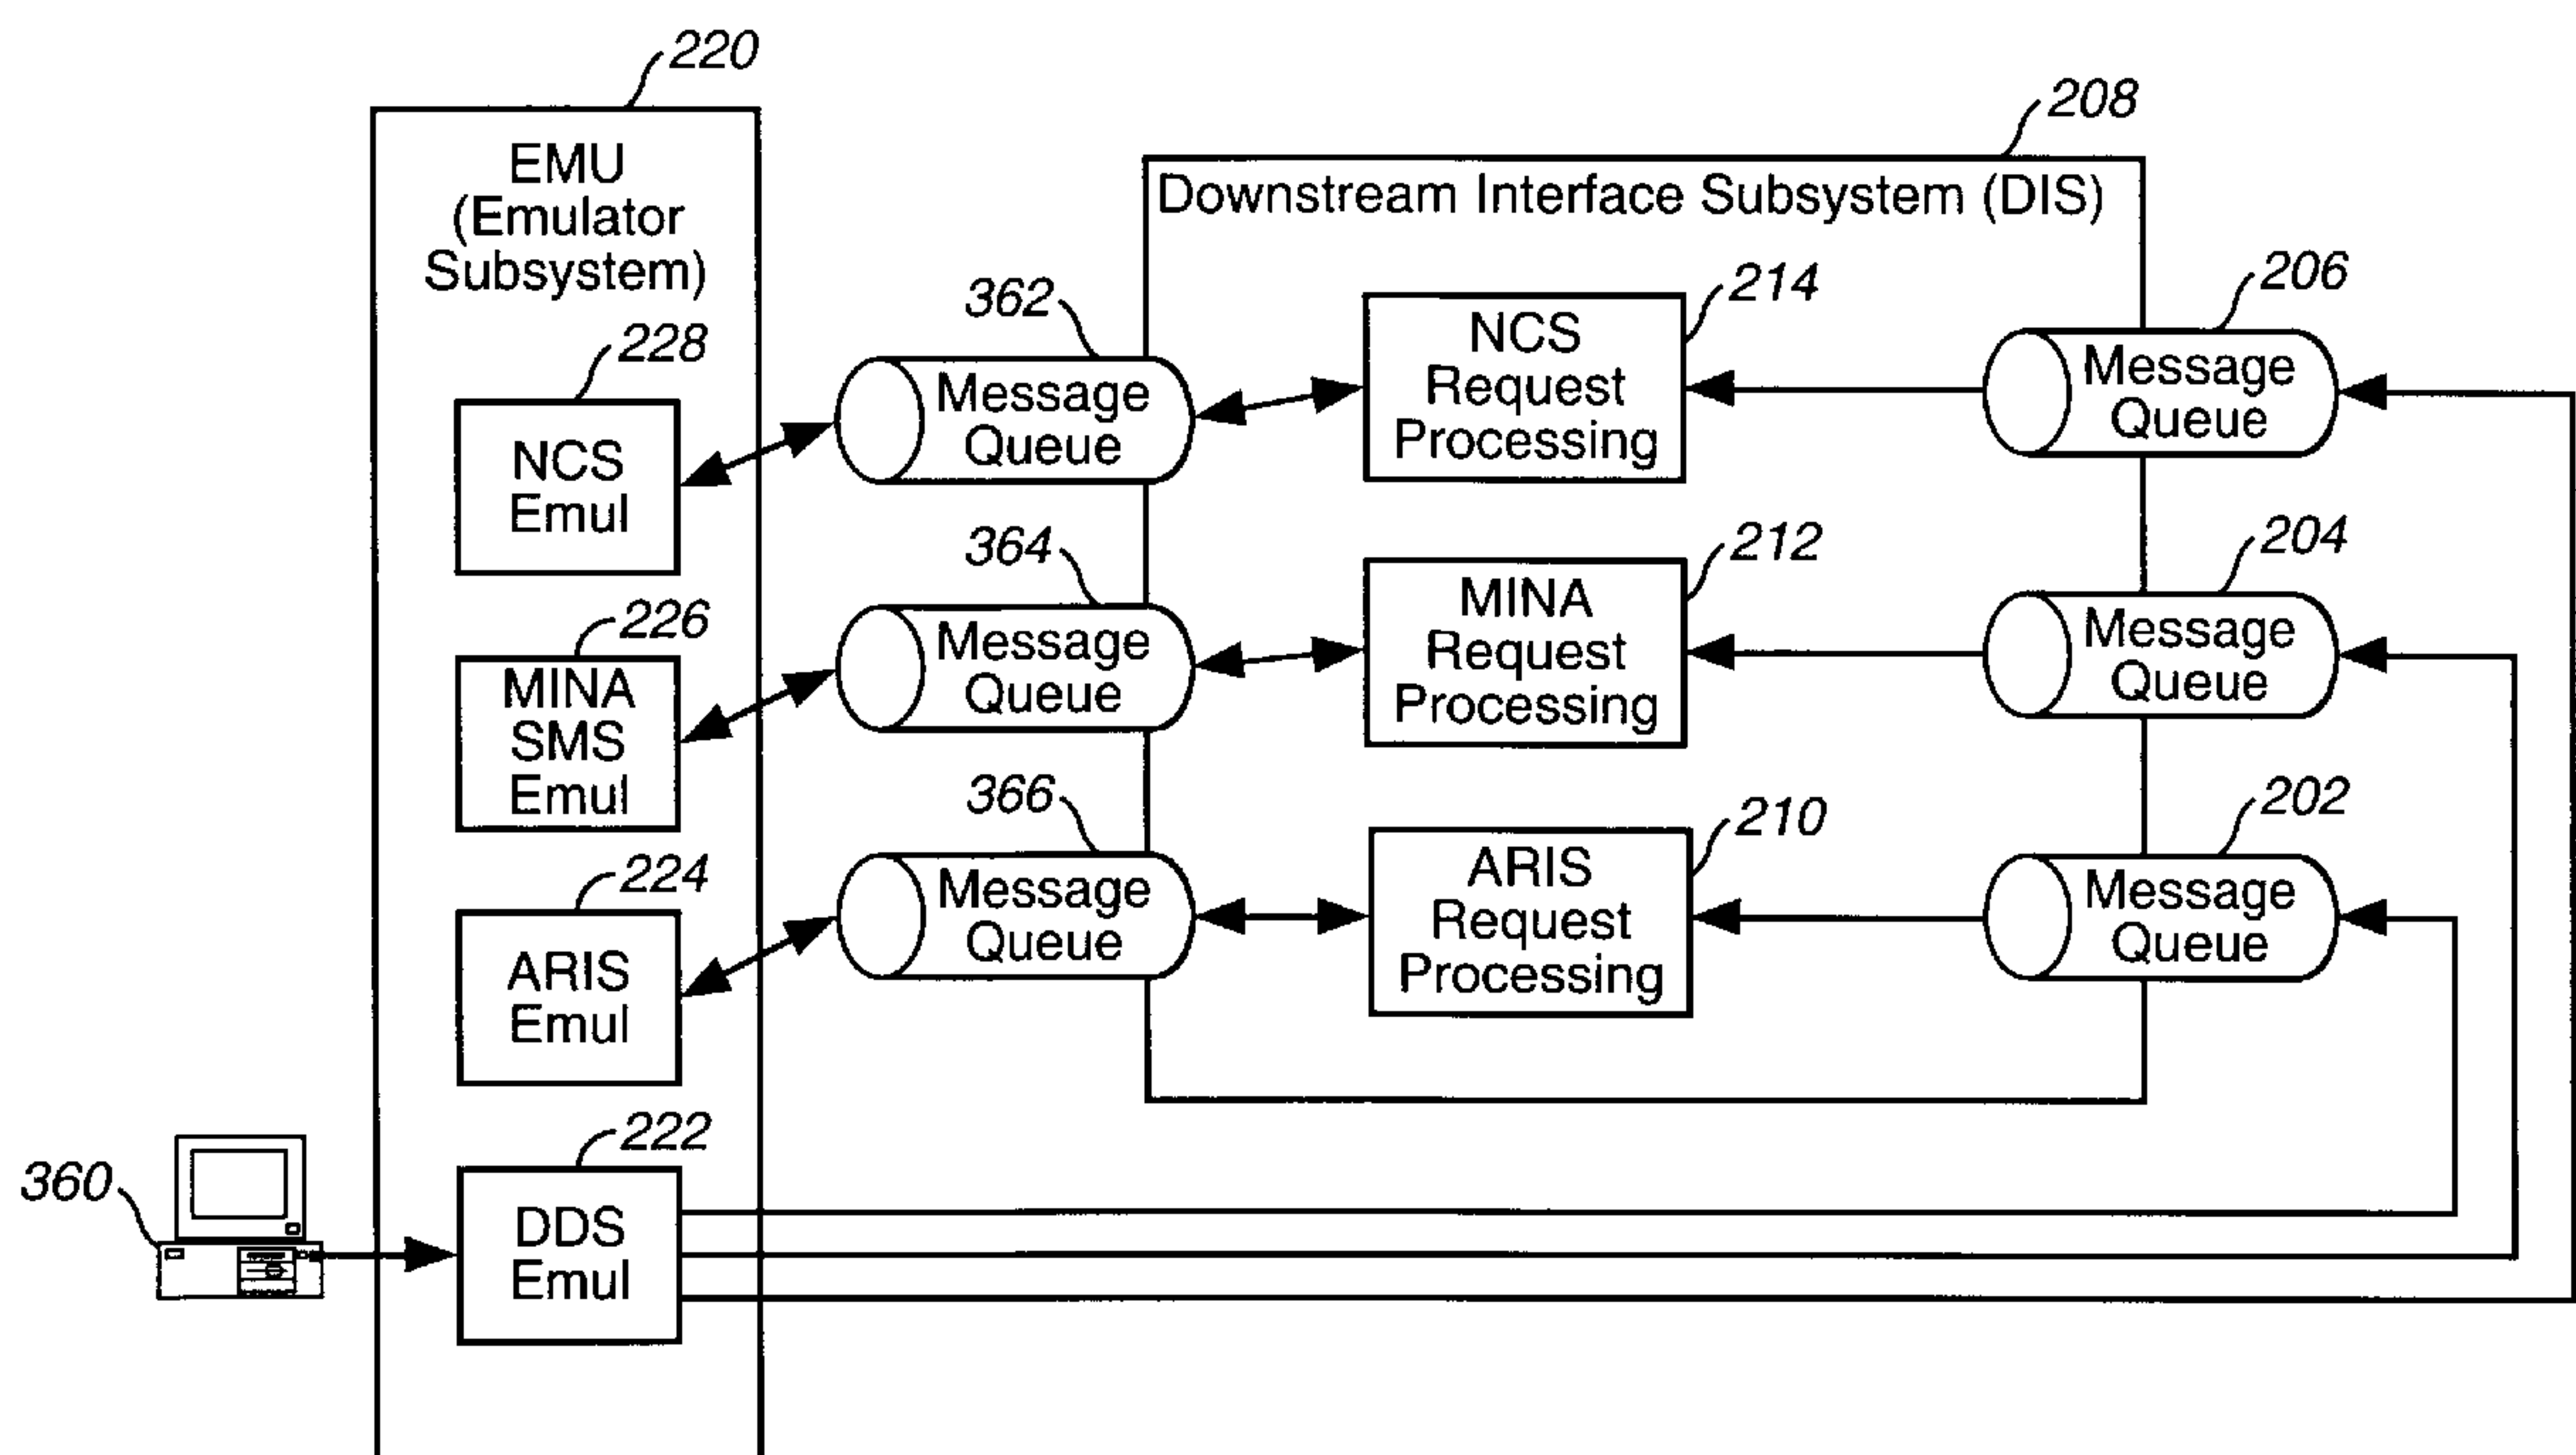 220
208
EMU
(Emulator
Subsystem)
Downstream Interface Subsystem (DIS)
228
NCS
Emul
362
Message
Queue
214
NCS
Request
Processing
206
Message
Queue
226
MINA
SMS
Emul
364
Message
Queue
212
MINA
Request
Processing
204
Message
Queue
224
ARIS
Emul
366
Message
Queue
210
ARIS
Request
Processing
202
Message
Queue
360
222
DDS
Emul